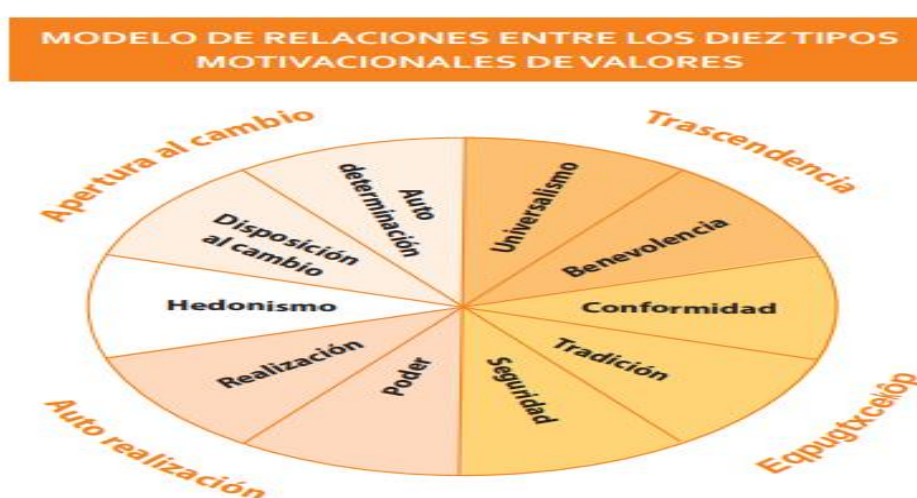 MODELO DE RELACIONES ENTRE LOS DIEZ TIPOS
MOTIVACIONALES DE VALORES
Apertura al cambio
Trascendencia
Auto
determinación
Universalismo
Disposición
al cambio
Benevolencia
Hedonismo
Conformidad
Realización
Tradición
Poder
Seguridad
Auto realización
Eqpugtxcekôp